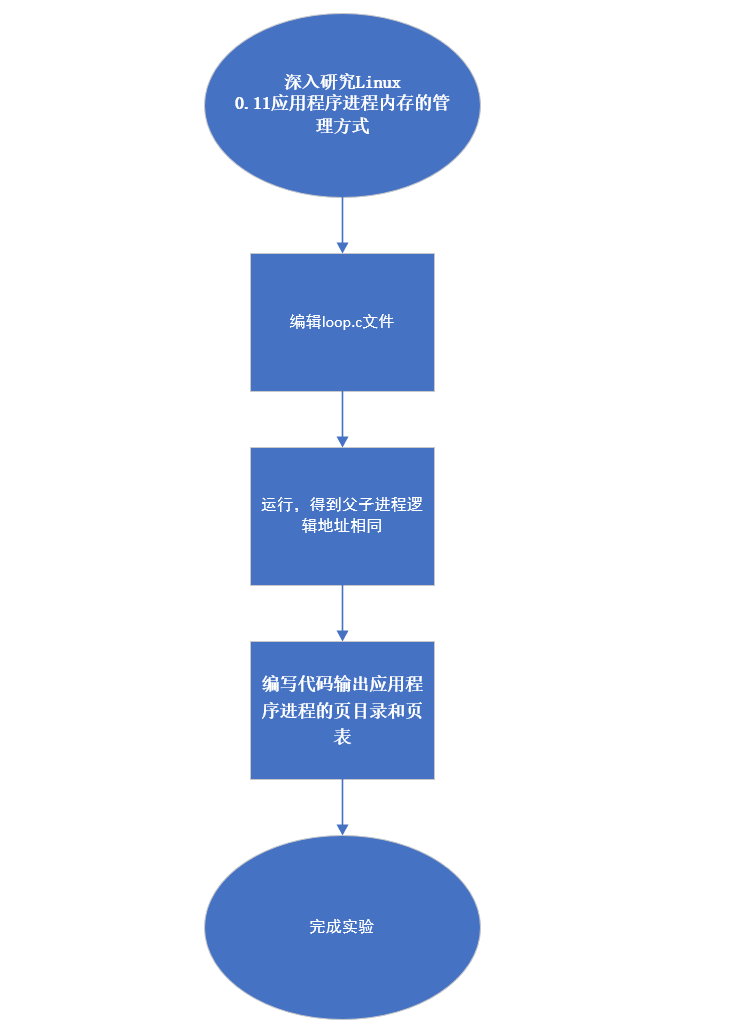 深入研究Linux
0.11应用程序进程内存的管
理方式
编辑loop.c文件
运行，得到父子进程逻
辑地址相同
编写代码输出应用程
序进程的页目录和页
表
完成实验